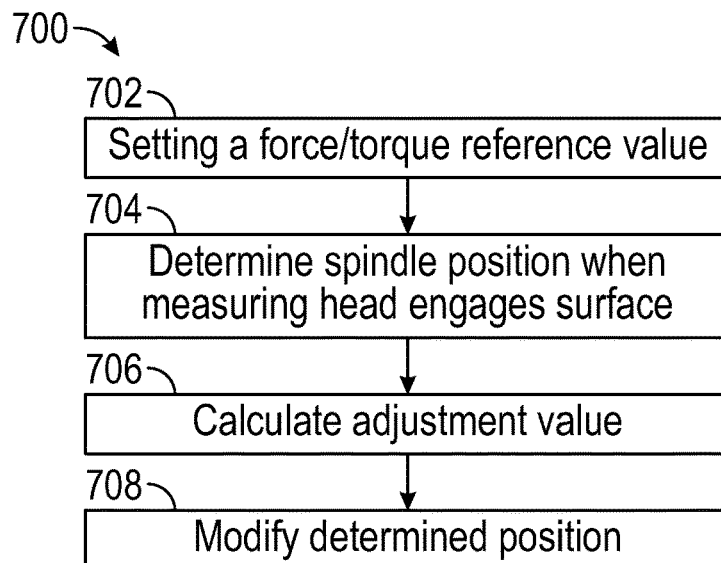 700
702
Setting a force/torque reference value
704
Determine spindle position when
measuring head engages surface
706
Calculate adjustment value
708
Modify determined position